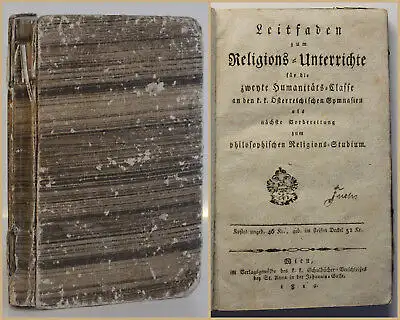 Leitfaden
zum
Religions-Unterrichte
für die
zweyte Humanitäts-Classe
an den k. k. Österreichischen Gymnasien
als
nächste Vorbereitung
zum
philosophischen Religions-Studium.
Fuchs
Kostet ungeb. 46 Kr., geb. im steifen Deckel 52 Kr.
Wien,
im Verlagsgewölbe des k. k. Schulbücher-Verschleißes
bey St. Anna in der Johannis-Gasse.